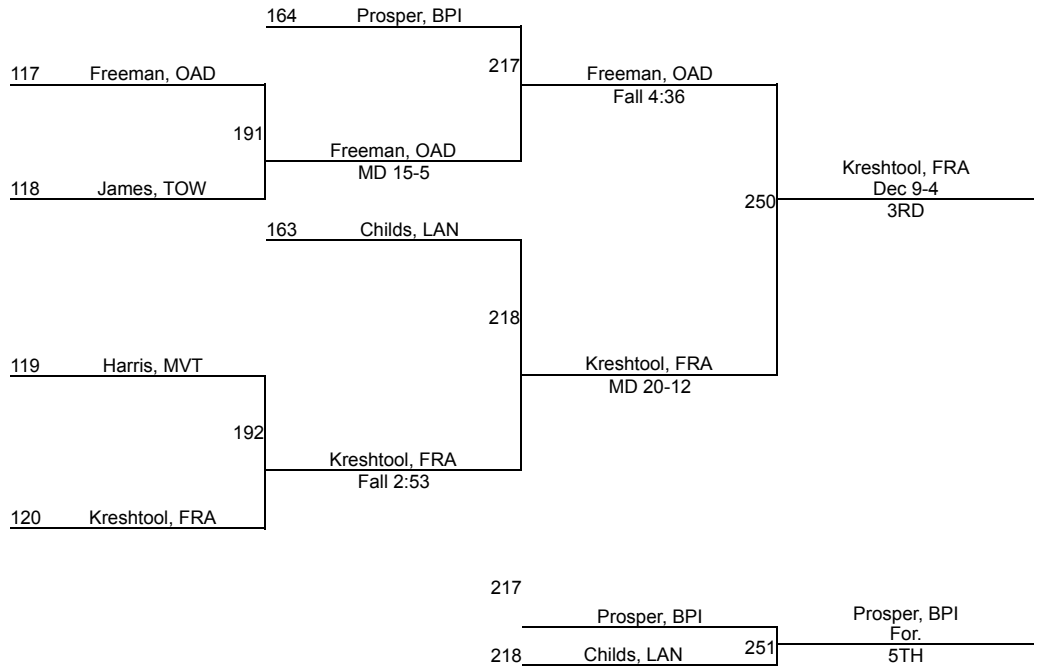 164 Prosper, BPI
117 Freeman, OAD
217
Freeman, OAD
Fall 4:36
191
Freeman, OAD
MD 15-5
118 James, TOW
Kreshtool, FRA
Dec 9-4
3RD
250
163 Childs, LAN
218
119 Harris, MVT
Kreshtool, FRA
MD 20-12
192
Kreshtool, FRA
Fall 2:53
120 Kreshtool, FRA
217
Prosper, BPI
Prosper, BPI
For.
5TH
251
218 Childs, LAN